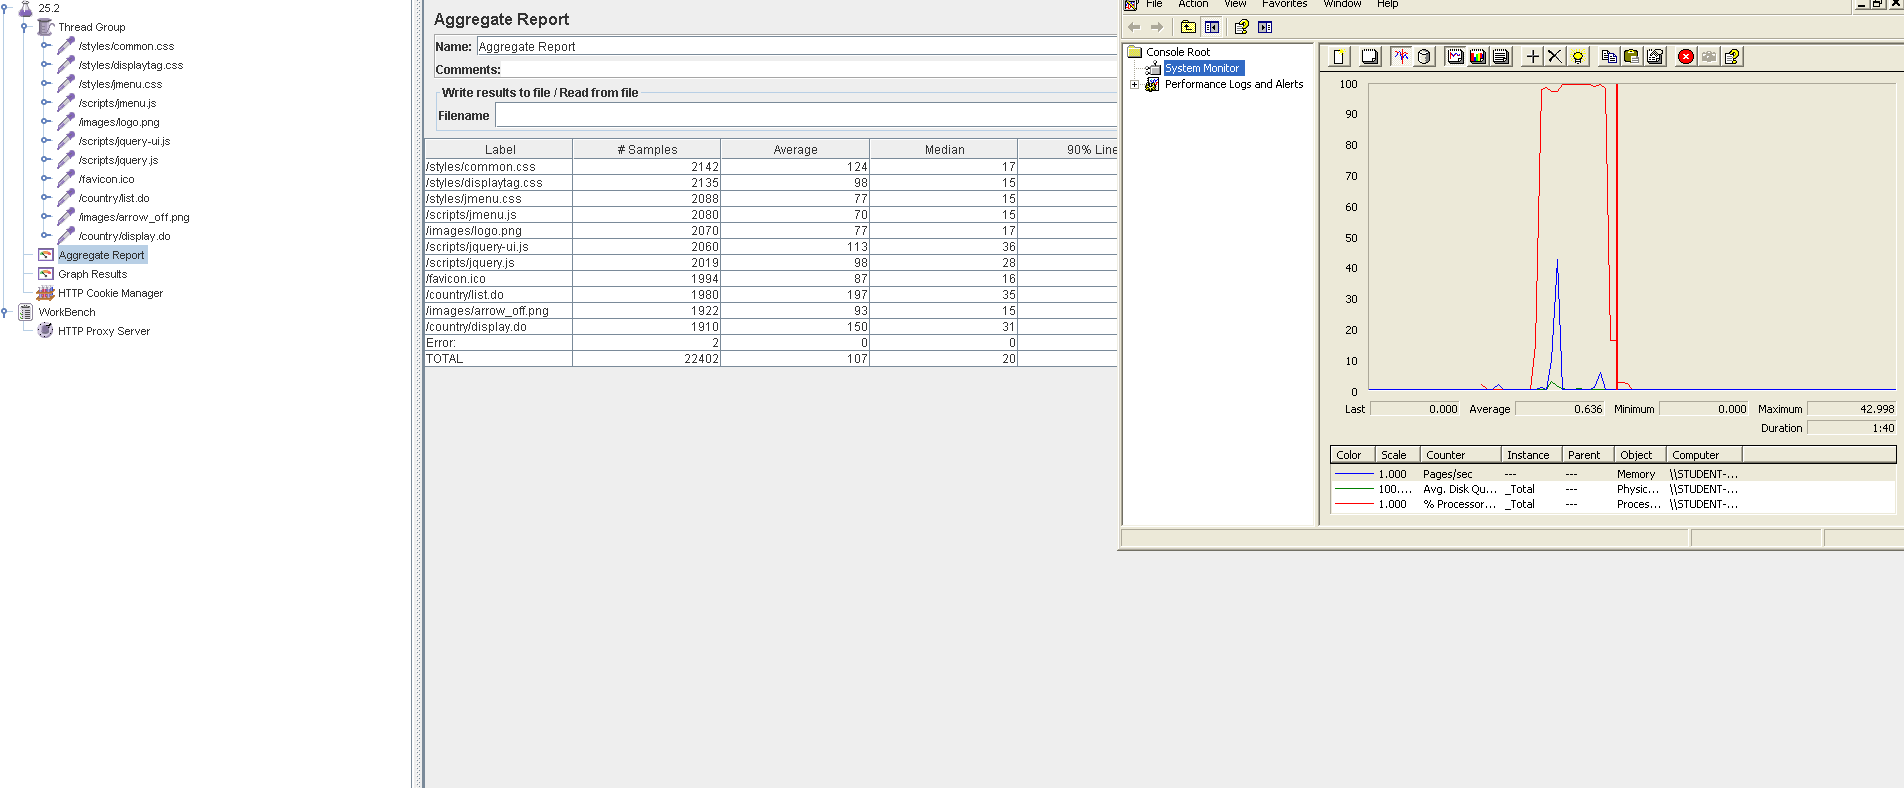 25.2
Thread Group
/styles/common.css
/styles/displaytag.css
/styles/jmenu.css
/scripts/jmenu.js
/images/logo.png
/scripts/jquery-ui.js
/scripts/jquery.js
/favicon.ico
/country/list.do
/images/arrow_off.png
/country/display.do
Aggregate Report
Graph Results
HTTP Cookie Manager
WorkBench
HTTP Proxy Server
Aggregate Report
Name: Aggregate Report
Comments:
Write results to file / Read from file
Filename
Label # Samples Average Median 90% Line
/styles/common.css 2142 124 17
/styles/displaytag.css 2135 98 15
/styles/jmenu.css 2088 77 15
/scripts/jmenu.js 2080 70 15
/images/logo.png 2070 77 17
/scripts/jquery-ui.js 2060 113 36
/scripts/jquery.js 2019 98 28
/favicon.ico 1994 87 16
/country/list.do 1980 197 35
/images/arrow_off.png 1922 93 15
/country/display.do 1910 150 31
Error: 2 0 0
TOTAL 22402 107 20
File Action View Favorites Window Help
Console Root
System Monitor
Performance Logs and Alerts
100
90
80
70
60
50
40
30
20
10
0
Last 0.000 Average 0.636 Minimum 0.000 Maximum 42.998
Duration 1:40
Color Scale Counter Instance Parent Object Computer
1.000 Pages/sec --- --- Memory \\STUDENT-...
100.... Avg. Disk Qu... _Total --- Physic... \\STUDENT-...
1.000 % Processor... _Total --- Proces... \\STUDENT-...